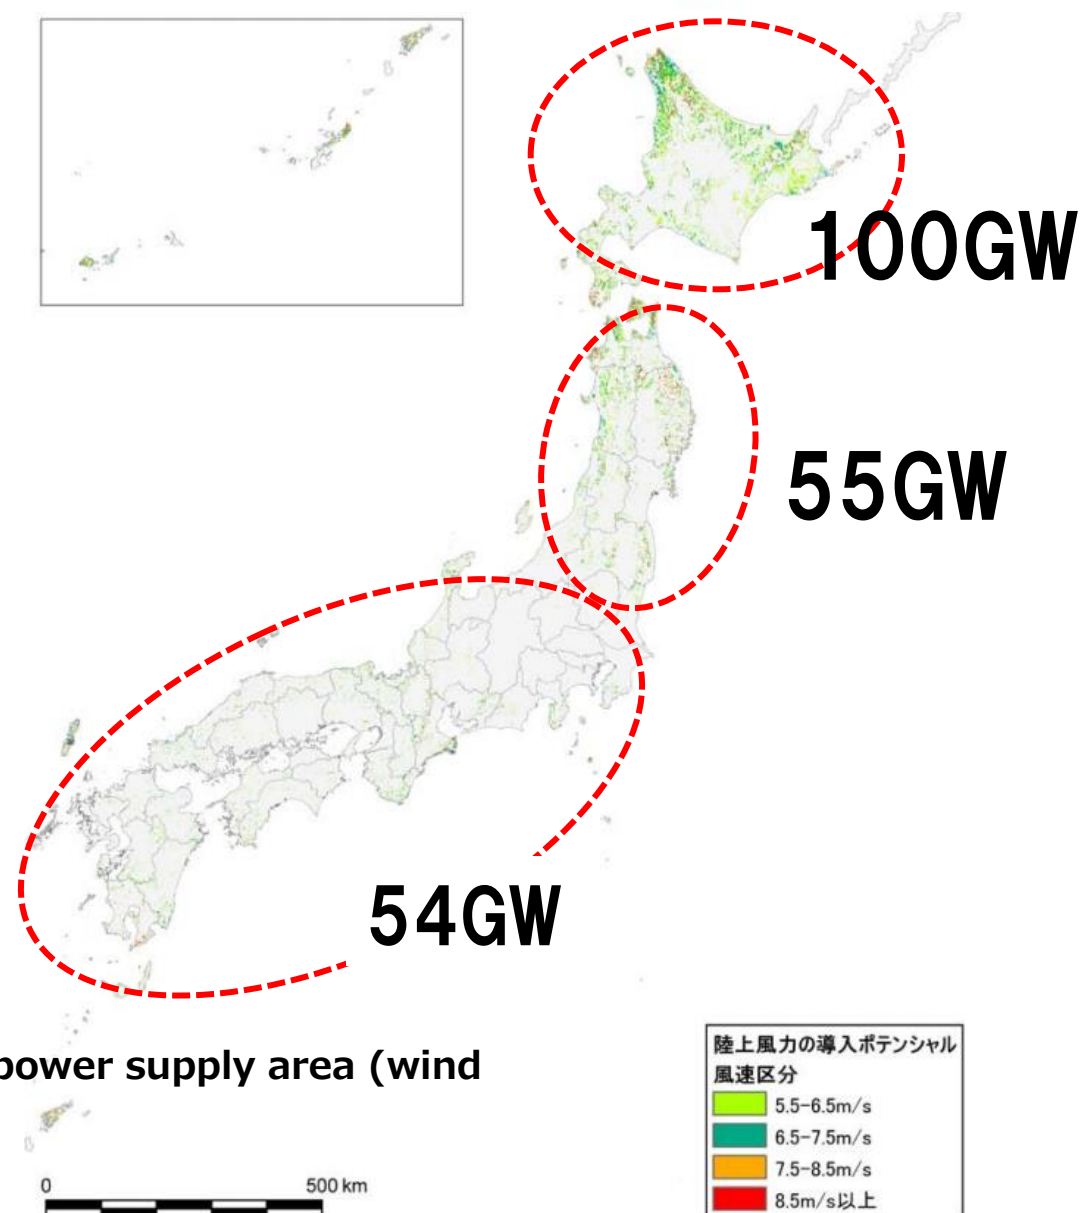 100GW
55GW
54GW
power supply area (wind
陸上風力の導入ポテンシャル
風速区分
5.5-6.5m/s
6.5-7.5m/s
7.5-8.5m/s
8.5m/s以上
0 500 km